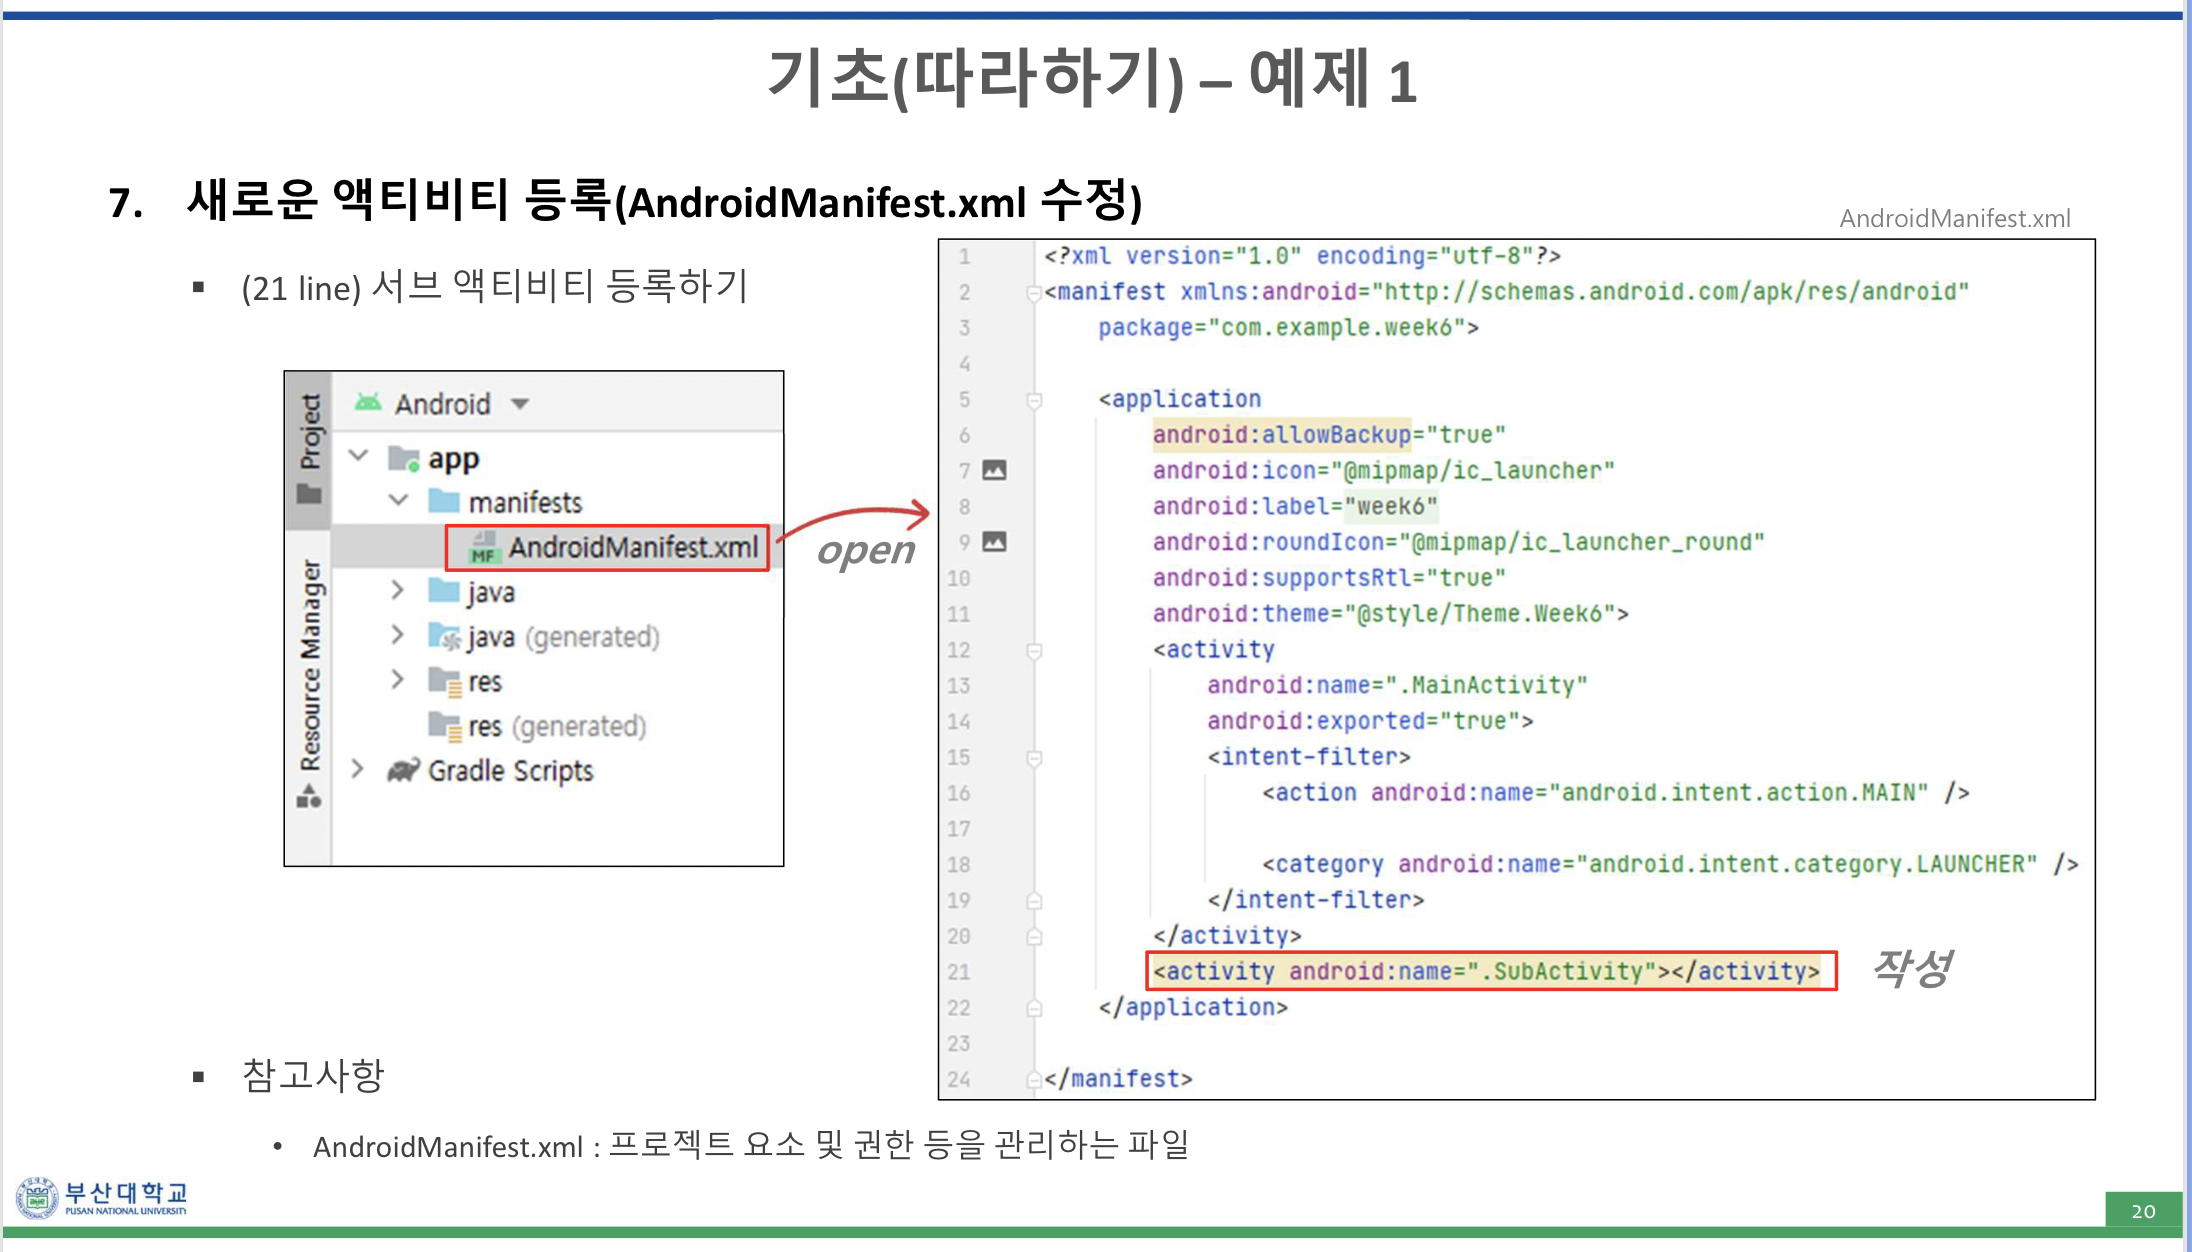 기초(따라하기) – 예제 1
7. 새로운 액티비티 등록(AndroidManifest.xml 수정)
▪ (21 line) 서브 액티비티 등록하기
Project
Resource Manager
Android
app
manifests
MF AndroidManifest.xml
java
java (generated)
res
res (generated)
Gradle Scripts
open
AndroidManifest.xml
1 <?xml version="1.0" encoding="utf-8"?>
2 <manifest xmlns:android="http://schemas.android.com/apk/res/android"
3     package="com.example.week6">
4
5     <application
6         android:allowBackup="true"
7         android:icon="@mipmap/ic_launcher"
8         android:label="week6"
9         android:roundIcon="@mipmap/ic_launcher_round"
10         android:supportsRtl="true"
11         android:theme="@style/Theme.Week6">
12         <activity
13             android:name=".MainActivity"
14             android:exported="true">
15             <intent-filter>
16                 <action android:name="android.intent.action.MAIN" />
17
18                 <category android:name="android.intent.category.LAUNCHER" />
19             </intent-filter>
20         </activity>
21         <activity android:name=".SubActivity"></activity>
작성
22     </application>
23
24 </manifest>
▪ 참고사항
• AndroidManifest.xml : 프로젝트 요소 및 권한 등을 관리하는 파일
부산대학교
PUSAN NATIONAL UNIVERSITY
20